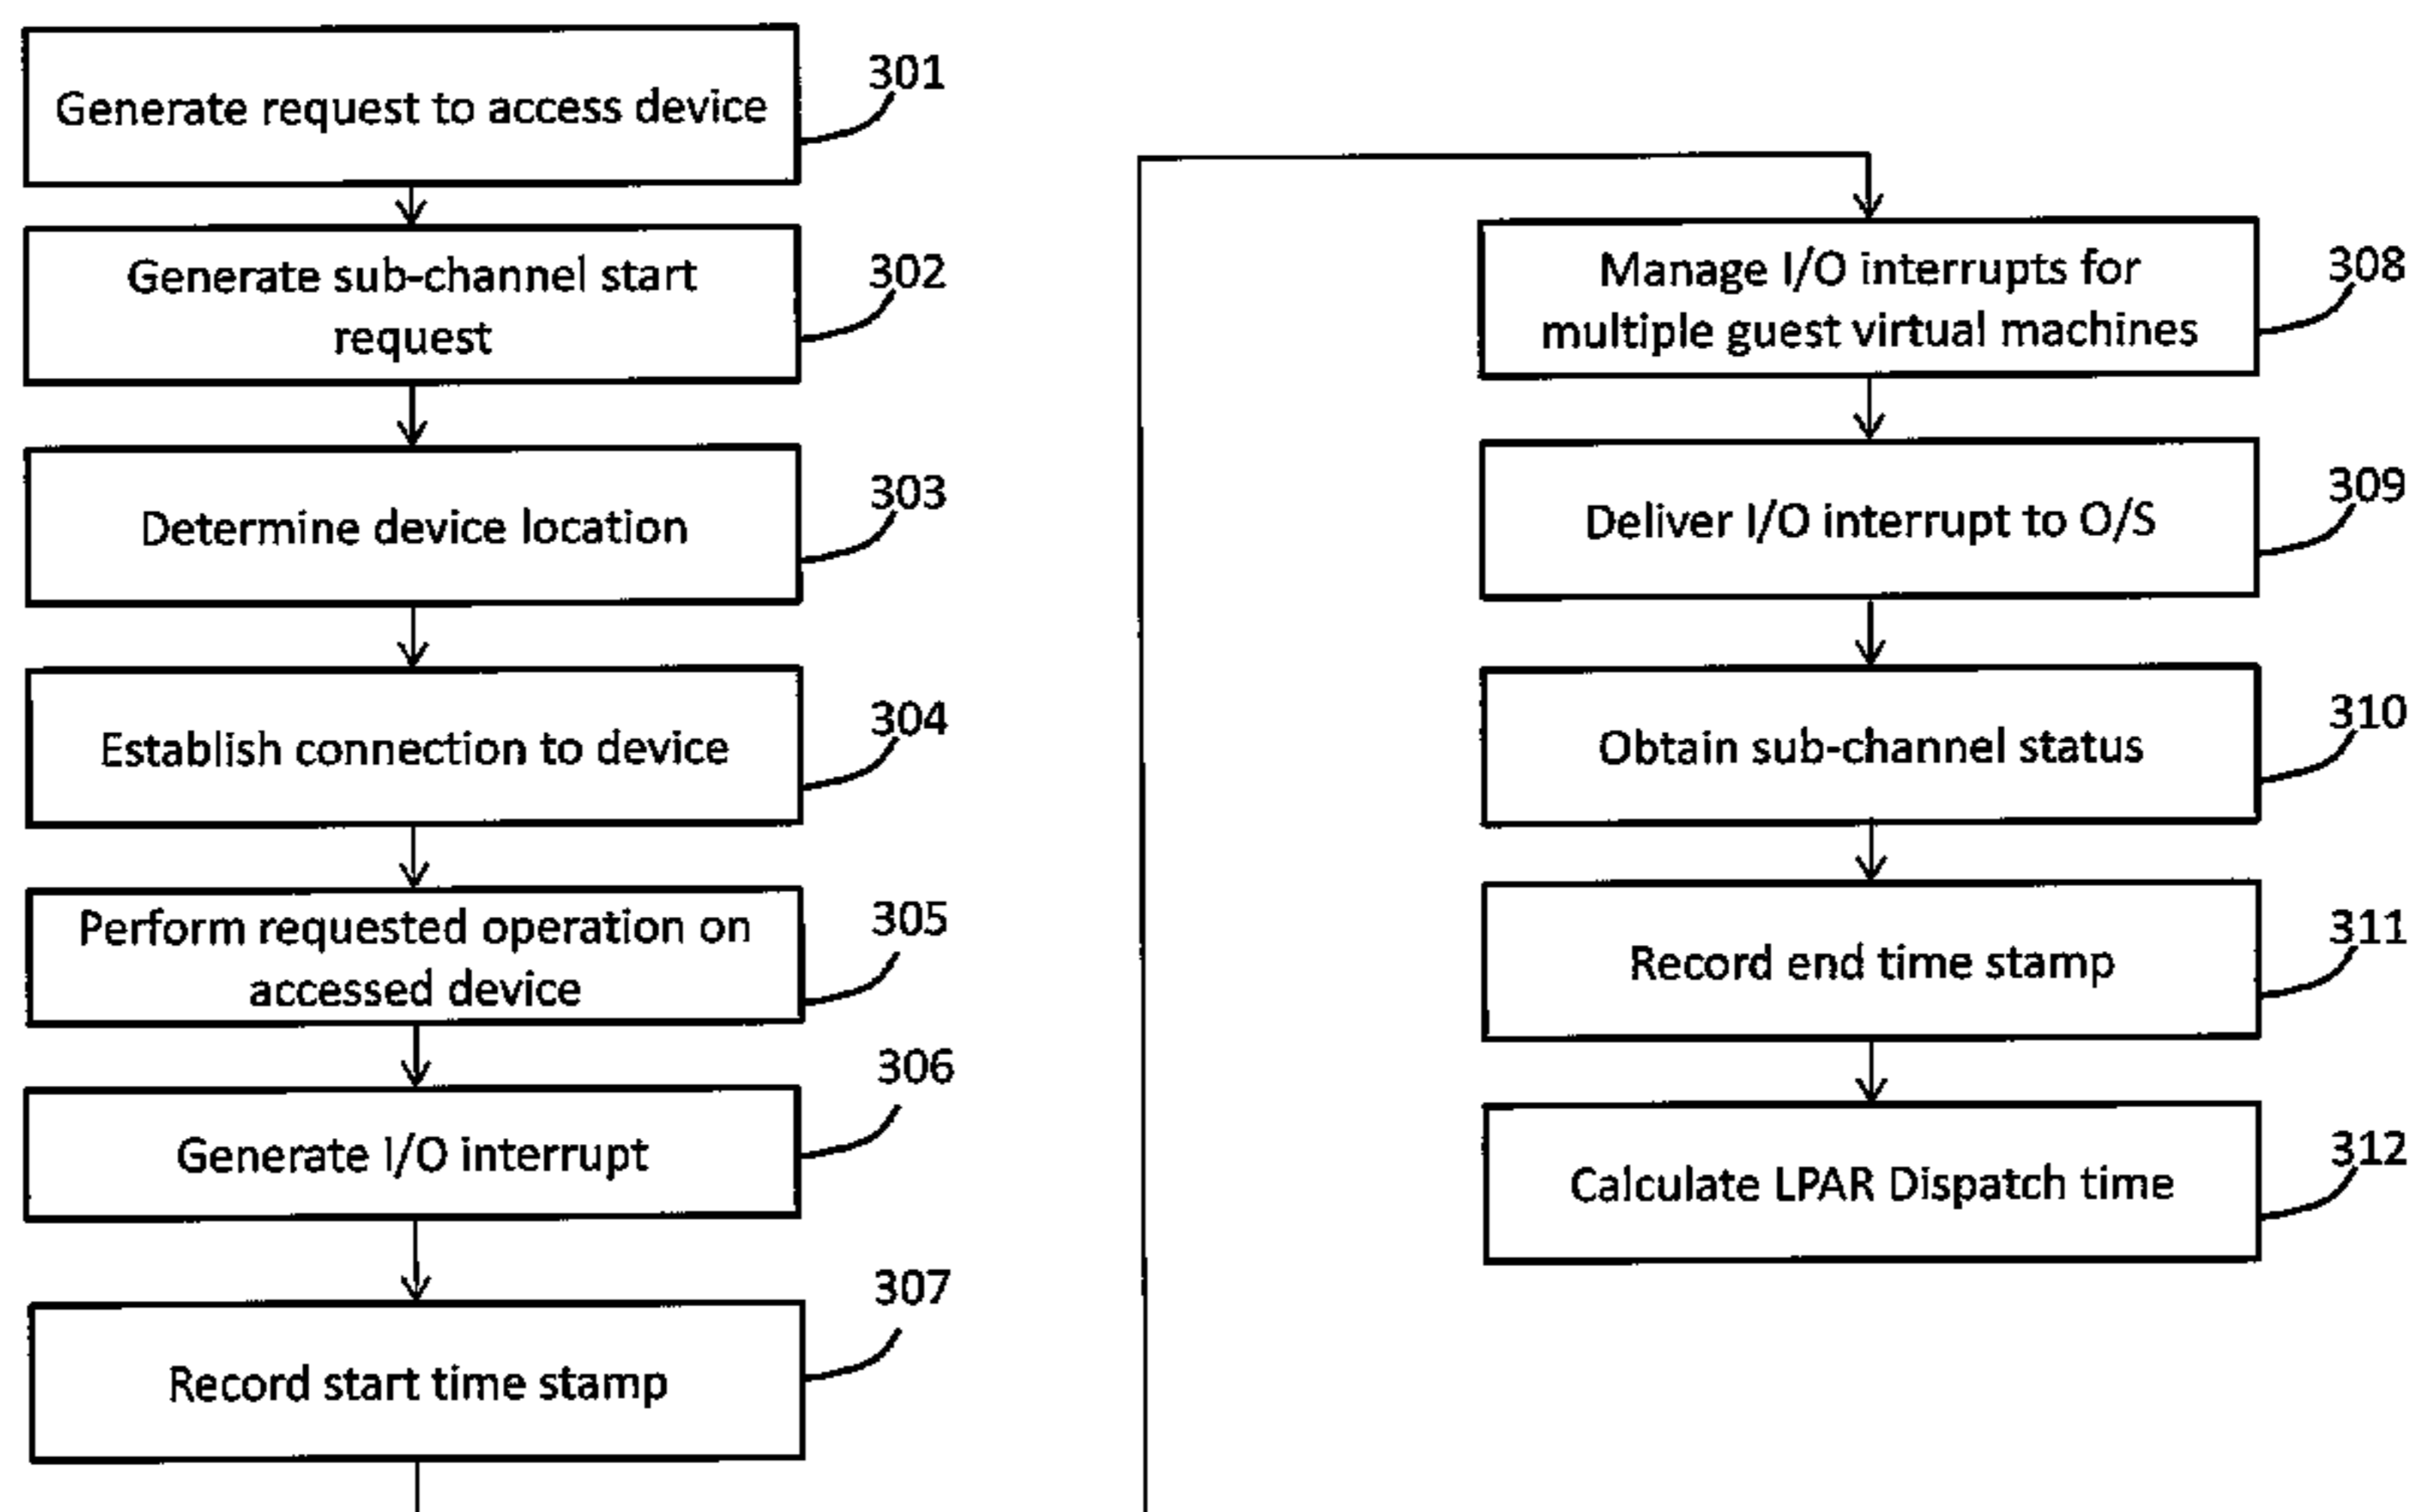 Generate request to access device
301
Generate sub-channel start
request
302
Determine device location
303
Establish connection to device
304
Perform requested operation on
accessed device
305
Generate I/O interrupt
306
Record start time stamp
307
Manage I/O interrupts for
multiple guest virtual machines
308
Deliver I/O interrupt to O/S
309
Obtain sub-channel status
310
Record end time stamp
311
Calculate LPAR Dispatch time
312